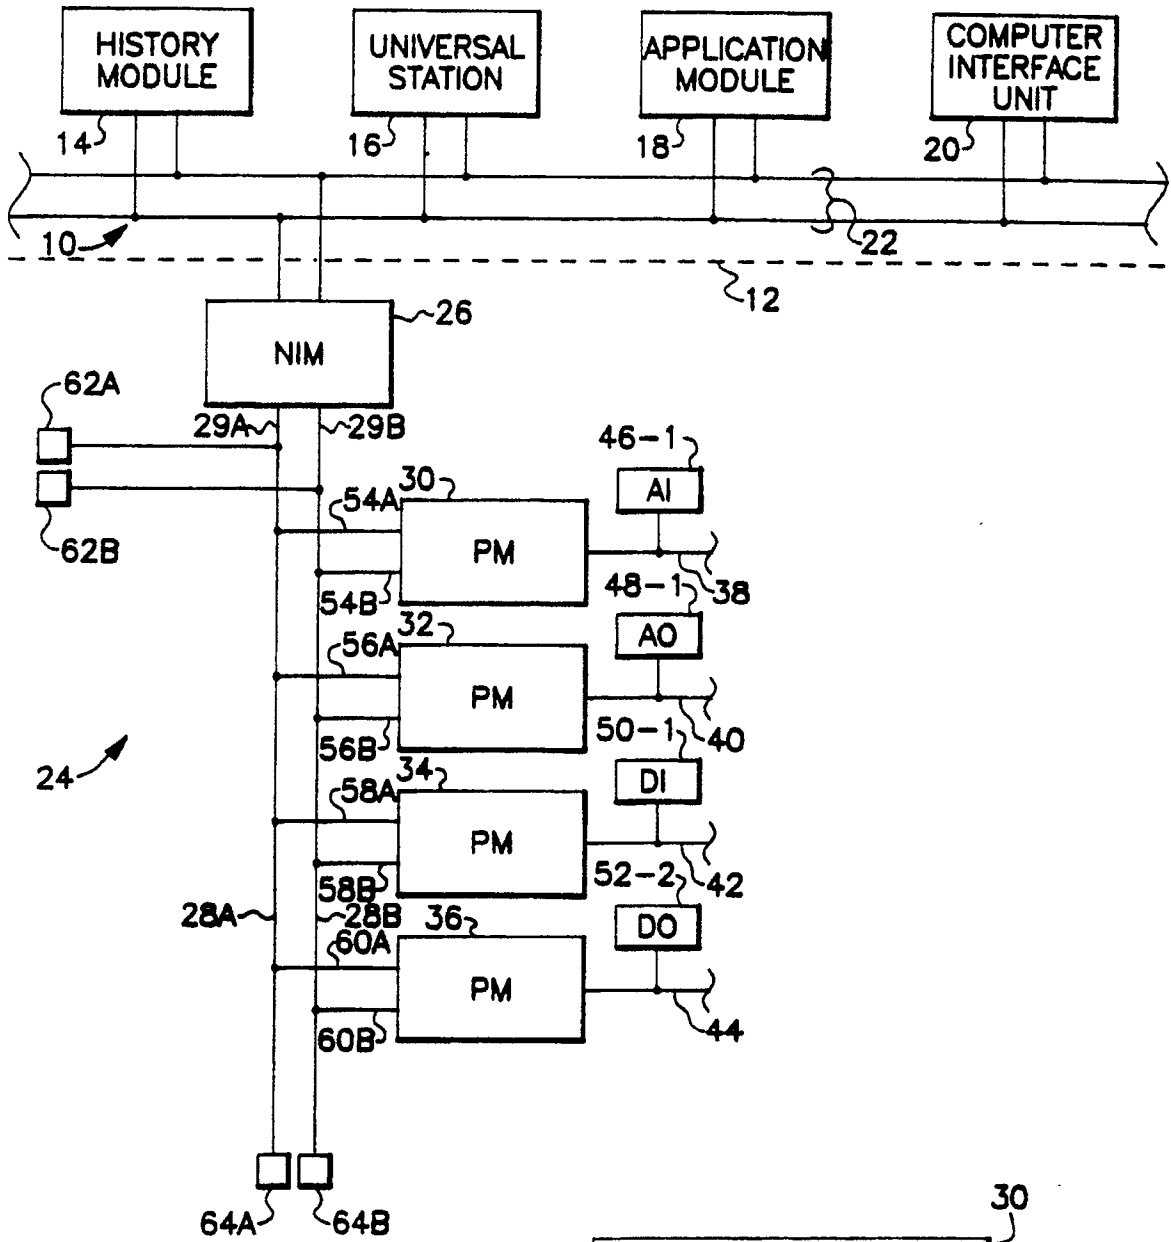 HISTORY
MODULE
UNIVERSAL
STATION
APPLICATION
MODULE
COMPUTER
INTERFACE
UNIT
14
16
18
20
10
22
12
NIM
26
62A
29A
29B
62B
46-1
AI
30
54A
PM
54B
38
48-1
AO
32
56A
PM
56B
40
50-1
DI
24
34
58A
PM
58B
42
52-2
DO
28A
28B
36
60A
PM
60B
44
64A
64B
30